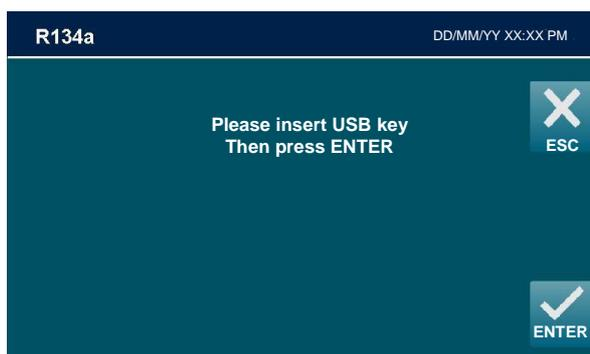 R134a
DD/MM/YY XX:XX PM
Please insert USB key
Then press ENTER
ESC
ENTER